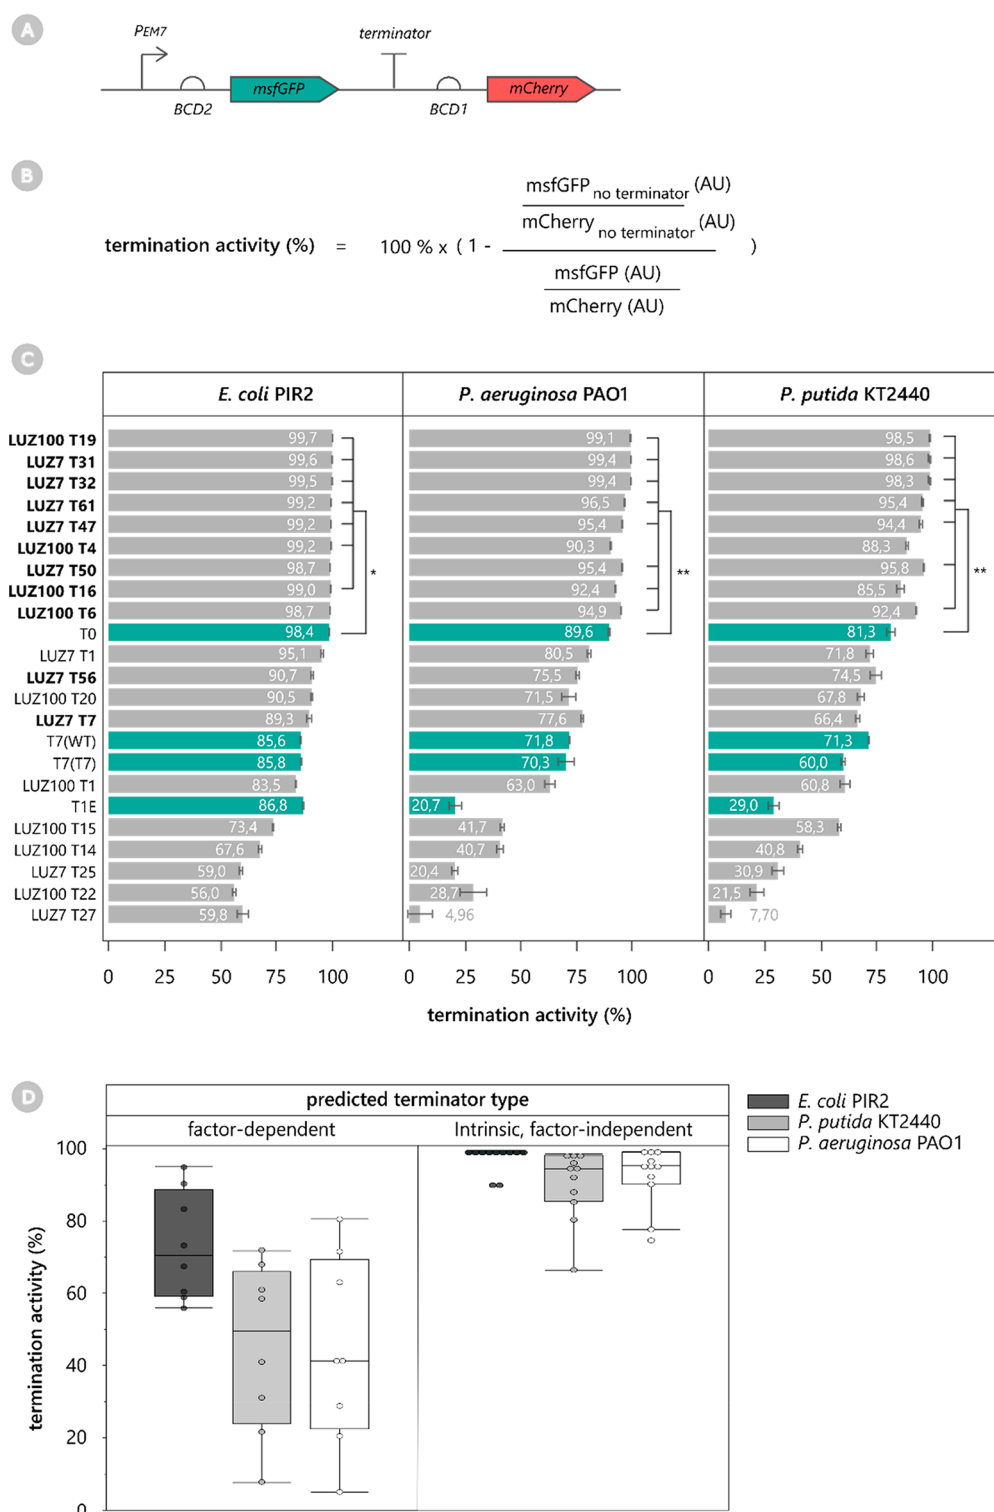 A
PEM7
terminator
msfGFP
mCherry
BCD2
BCD1
B
msfGFP no terminator (AU)
mCherry no terminator (AU)
termination activity (%) = 100 % x ( 1 - )
msfGFP (AU)
mCherry (AU)
C
E. coli PIR2 P. aeruginosa PAO1 P. putida KT2440
LUZ100 T19 99,7 99,1 98,5
LUZ7 T31 99,6 99,4 98,6
LUZ7 T32 99,5 99,4 98,3
LUZ7 T61 99,2 96,5 95,4
LUZ7 T47 99,2 95,4 94,4
LUZ100 T4 99,2 90,3 88,3
LUZ7 T50 98,7 95,4 95,8
* ** **
LUZ100 T16 99,0 92,4 85,5
LUZ100 T6 98,7 94,9 92,4
T0 98,4 89,6 81,3
LUZ7 T1 95,1 80,5 71,8
LUZ7 T56 90,7 75,5 74,5
LUZ100 T20 90,5 71,5 67,8
LUZ7 T7 89,3 77,6 66,4
T7(WT) 85,6 71,8 71,3
T7(T7) 85,8 70,3 60,0
LUZ100 T1 83,5 63,0 60,8
T1E 86,8 20,7 29,0
LUZ100 T15 73,4 41,7 58,3
LUZ100 T14 67,6 40,7 40,8
LUZ7 T25 59,0 20,4 30,9
LUZ100 T22 56,0 28,7 21,5
LUZ7 T27 59,8 4,96 7,70
0 25 50 75 100 0 25 50 75 100 0 25 50 75 100
termination activity (%)
D
predicted terminator type
factor-dependent Intrinsic, factor-independent
E. coli PIR2
P. putida KT2440
P. aeruginosa PAO1
termination activity (%)
100
80
60
40
20
0